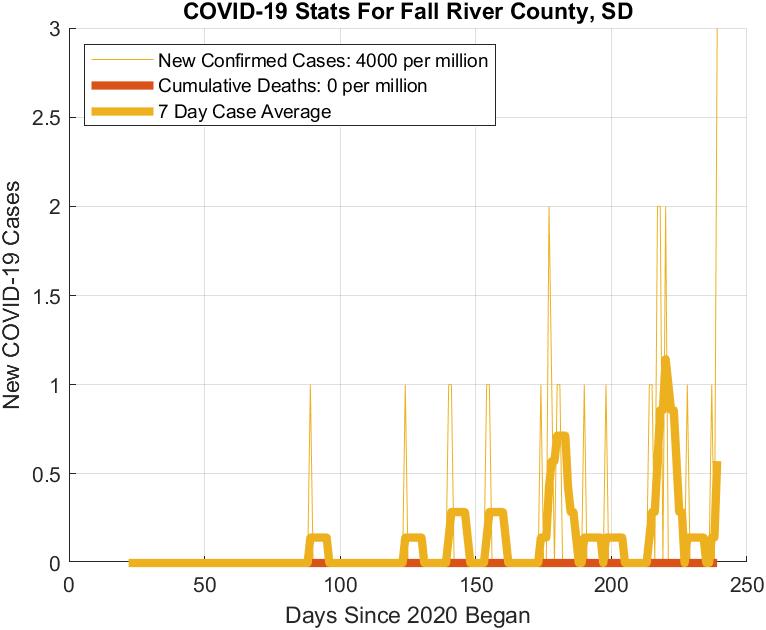 COVID-19 Stats For Fall River County, SD
New Confirmed Cases: 4000 per million
Cumulative Deaths: 0 per million
7 Day Case Average
New COVID-19 Cases
3
2.5
2
1.5
1
0.5
0
0 50 100 150 200 250
Days Since 2020 Began